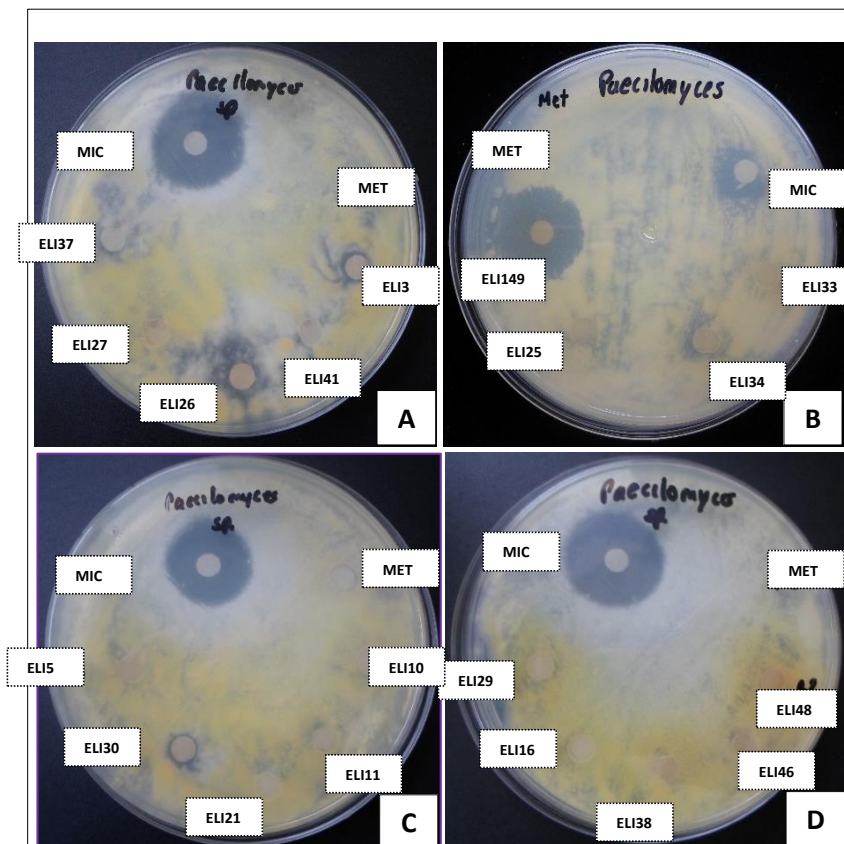 Paecilomyces
sp
MIC
MET
ELI37
ELI3
ELI27
ELI41
ELI26
A
Met
Paecilomyces
MET
MIC
ELI149
ELI33
ELI25
ELI34
B
Paecilomyces
sp.
MIC
MET
ELI5
ELI10
ELI30
ELI11
ELI21
C
Paecilomyces
sp.
MIC
MET
ELI29
ELI48
ELI16
ELI46
ELI38
D